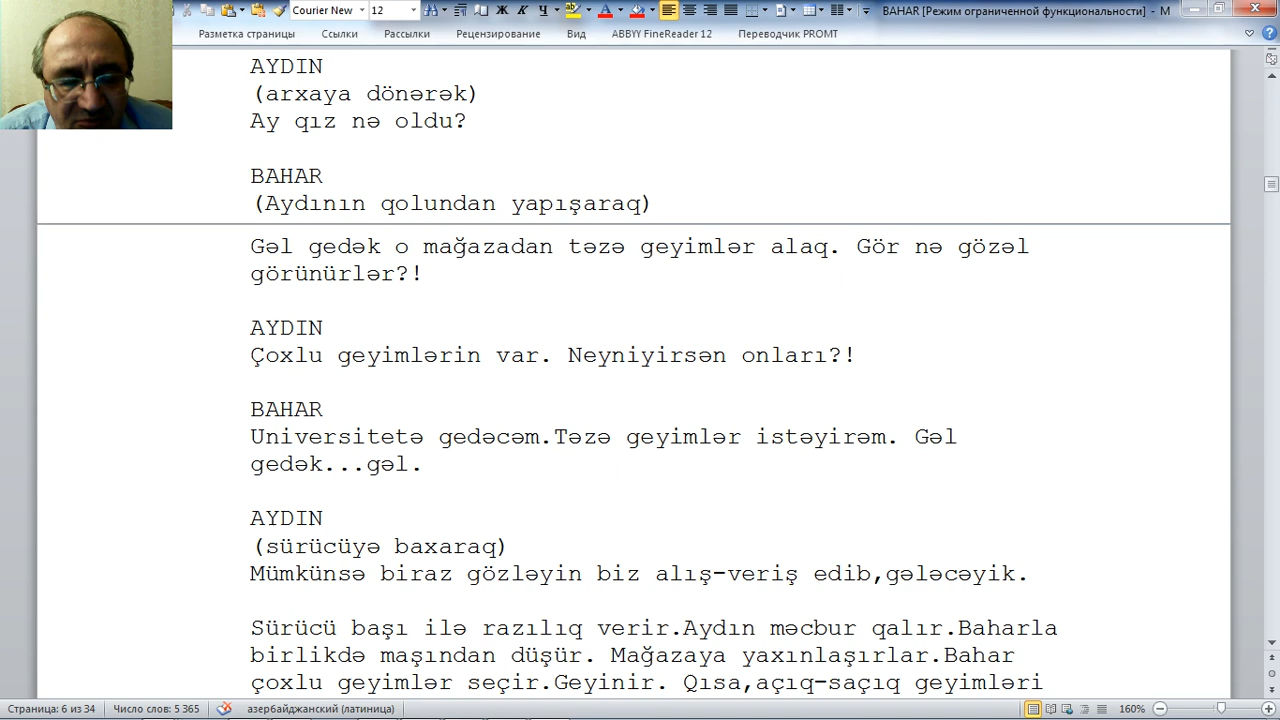 Courier New 12 Ж К Ч BAHAR [Режим ограниченной функциональности] - M
Разметка страницы Ссылки Рассылки Рецензирование Вид ABBYY FineReader 12 Переводчик PROMT
AYDIN
(arxaya dönərək)
Ay qız nə oldu?
BAHAR
(Aydının qolundan yapışaraq)
Gəl gedək o mağazadan təzə geyimlər alaq. Gör nə gözəl
görünürlər?!
AYDIN
Çoxlu geyimlərin var. Neyniyirsən onları?!
BAHAR
Universitetə gedəcəm.Təzə geyimlər istəyirəm. Gəl
gedək...gəl.
AYDIN
(sürücüyə baxaraq)
Mümkünsə biraz gözləyin biz alış-veriş edib,gələcəyik.
Sürücü başı ilə razılıq verir.Aydın məcbur qalır.Baharla
birlikdə maşından düşür. Mağazaya yaxınlaşırlar.Bahar
çoxlu geyimlər seçir.Geyinir. Qısa,açıq-saçıq geyimləri
Страница: 6 из 34 Число слов: 5 365 азербайджанский (латиница) 160%